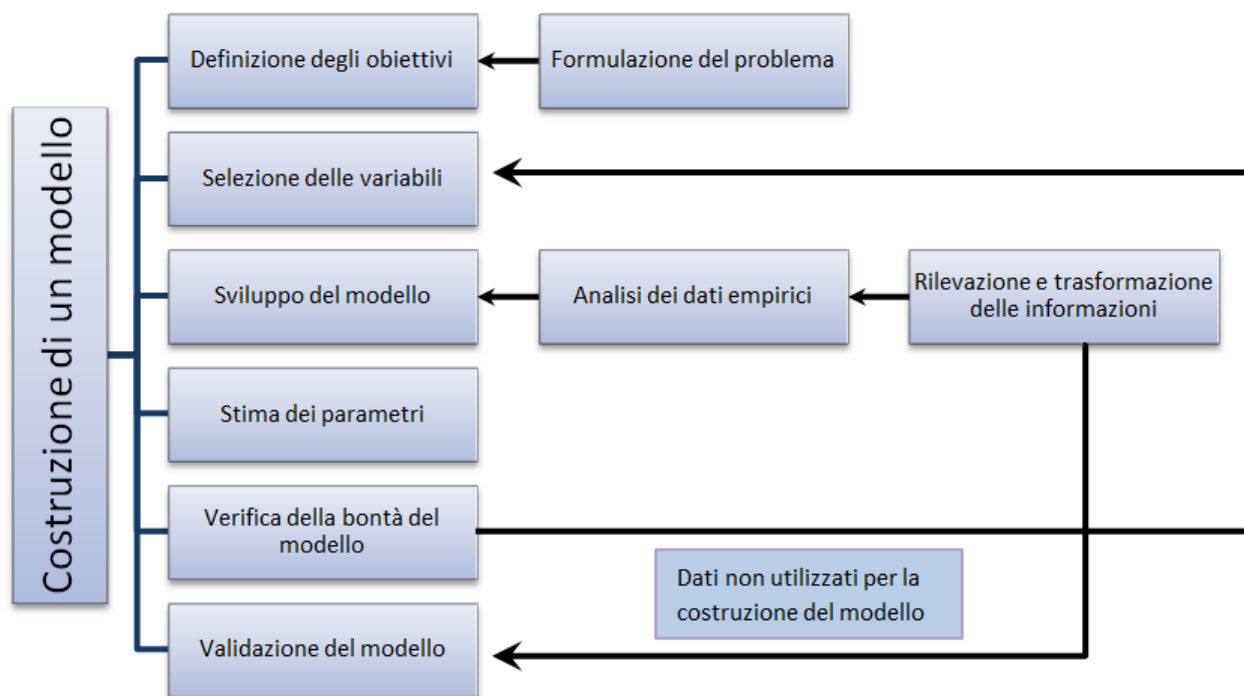 Costruzione di un modello
Definizione degli obiettivi
Formulazione del problema
Selezione delle variabili
Sviluppo del modello
Analisi dei dati empirici
Rilevazione e trasformazione
delle informazioni
Stima dei parametri
Verifica della bontà del
modello
Dati non utilizzati per la
costruzione del modello
Validazione del modello